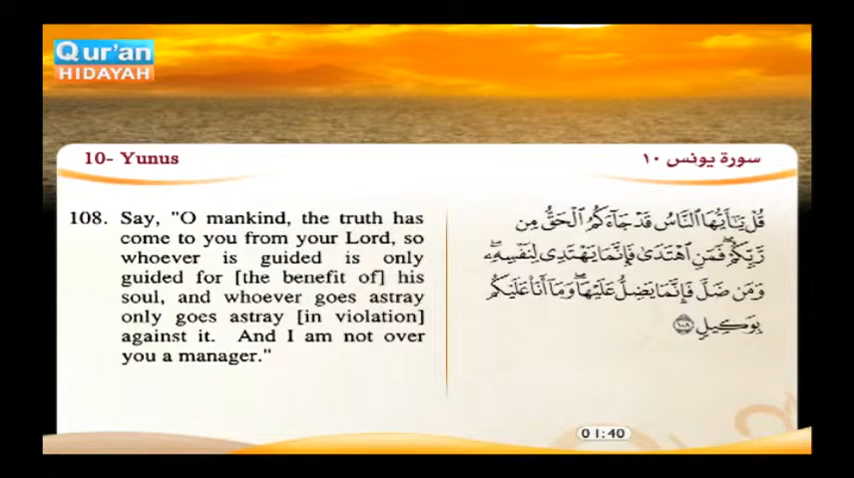 Qur'an
HIDAYAH
10- Yunus
سورة يونس ١٠
108. Say, "O mankind, the truth has
come to you from your Lord, so
whoever is guided is only
guided for [the benefit of] his
soul, and whoever goes astray
only goes astray [in violation]
against it. And I am not over
you a manager."
قُلْ يَٰٓأَيُّهَا ٱلنَّاسُ قَدْ جَآءَكُمُ ٱلْحَقُّ مِن
رَّبِّكُمْ ۖ فَمَنِ ٱهْتَدَىٰ فَإِنَّمَا يَهْتَدِى لِنَفْسِهِۦ ۖ
وَمَن ضَلَّ فَإِنَّمَا يَضِلُّ عَلَيْهَا ۖ وَمَآ أَنَا۠ عَلَيْكُم
بِوَكِيلٍ ١٠٨
01:40